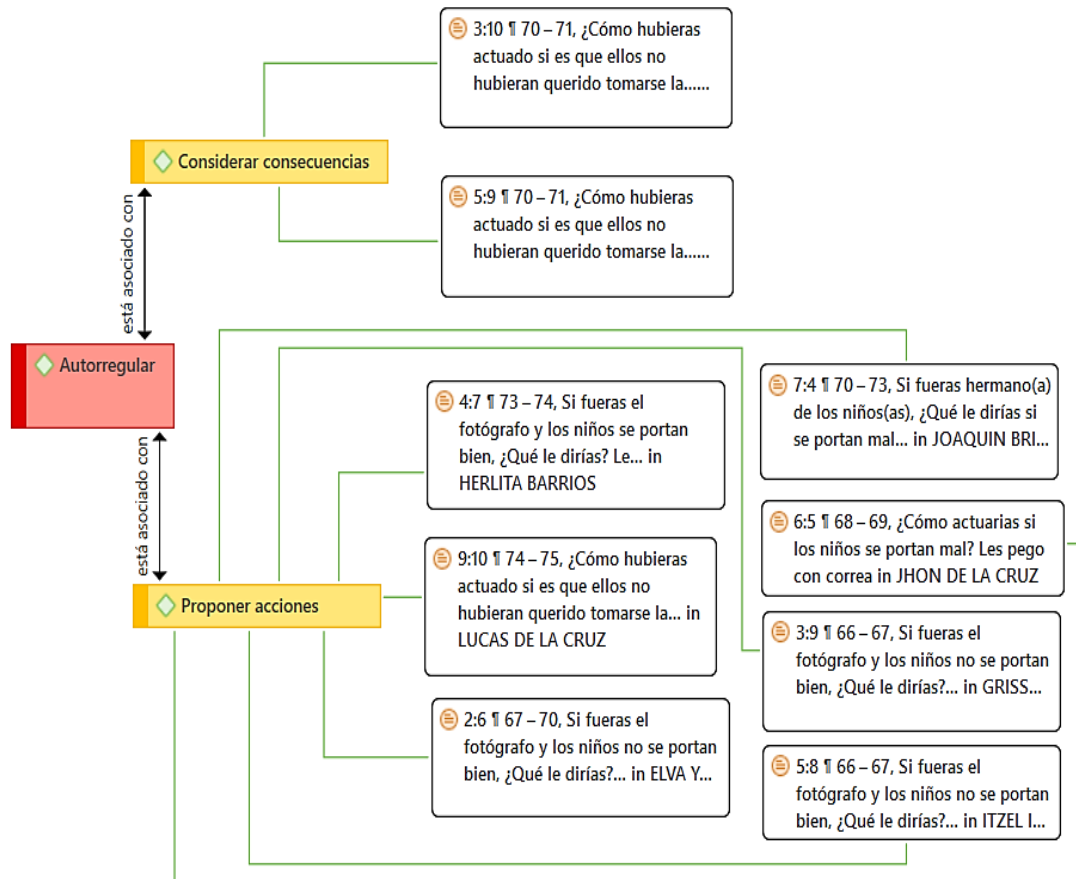 3:10 ¶ 70 – 71, ¿Cómo hubieras
actuado si es que ellos no
hubieran querido tomarse la......
Considerar consecuencias
5:9 ¶ 70 – 71, ¿Cómo hubieras
actuado si es que ellos no
hubieran querido tomarse la......
está asociado con
Autorregular
está asociado con
Proponer acciones
4:7 ¶ 73 – 74, Si fueras el
fotógrafo y los niños se portan
bien, ¿Qué le dirías? Le... in
HERLITA BARRIOS
9:10 ¶ 74 – 75, ¿Cómo hubieras
actuado si es que ellos no
hubieran querido tomarse la... in
LUCAS DE LA CRUZ
2:6 ¶ 67 – 70, Si fueras el
fotógrafo y los niños no se portan
bien, ¿Qué le dirías?... in ELVA Y...
7:4 ¶ 70 – 73, Si fueras hermano(a)
de los niños(as), ¿Qué le dirías si
se portan mal... in JOAQUIN BRI...
6:5 ¶ 68 – 69, ¿Cómo actuarias si
los niños se portan mal? Les pego
con correa in JHON DE LA CRUZ
3:9 ¶ 66 – 67, Si fueras el
fotógrafo y los niños no se portan
bien, ¿Qué le dirías?... in GRISS...
5:8 ¶ 66 – 67, Si fueras el
fotógrafo y los niños no se portan
bien, ¿Qué le dirías?... in ITZEL I...